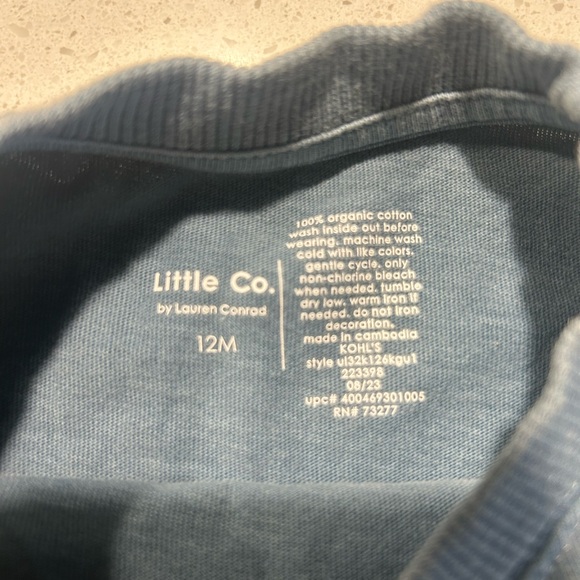 Little Co.
by Lauren Conrad
12M
100% organic cotton
wash inside out before
wearing. machine wash
cold with like colors.
gentle cycle. only
non-chlorine bleach
when needed. tumble
dry low. warm iron if
needed. do not iron
decoration.
made in cambodia
KOHL'S
style ul32k126kgu1
223398
08/23
upc# 400469301005
RN# 73277